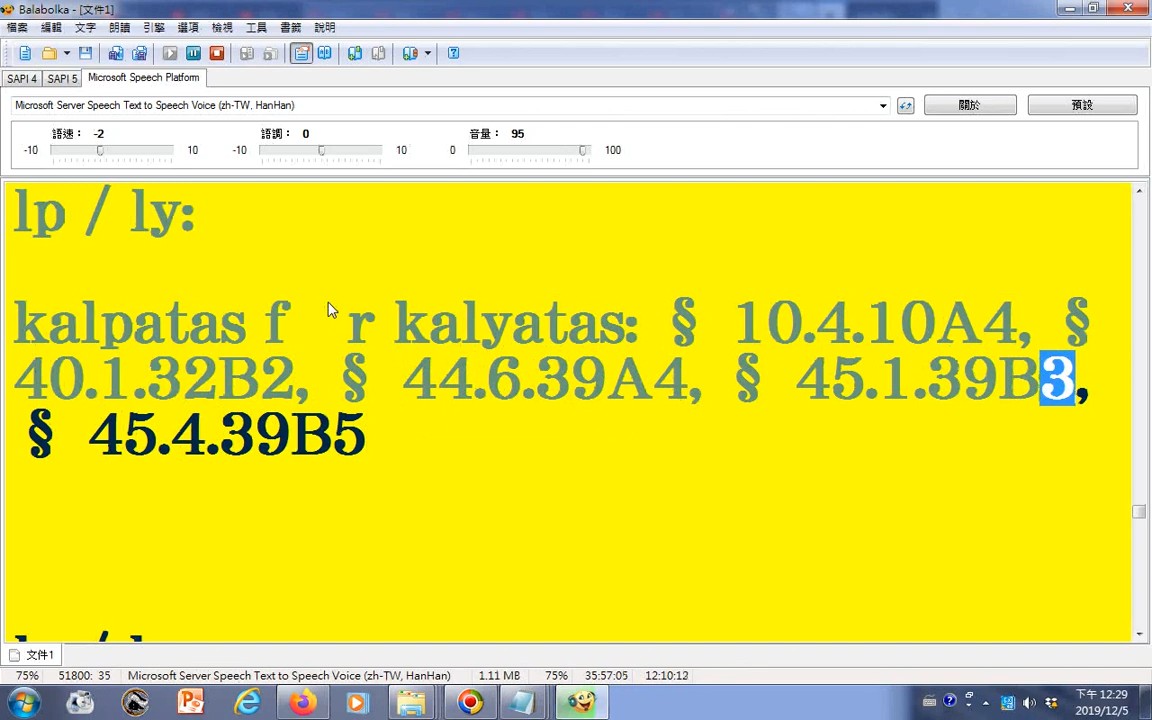 Balabolka - [文件1]
檔案 編輯 文字 朗讀 引擎 選項 檢視 工具 書籤 說明
SAPI 4 SAPI 5 Microsoft Speech Platform
Microsoft Server Speech Text to Speech Voice (zh-TW, HanHan) 關於 預設
語速： -2 語調： 0 音量： 95
-10 10 -10 10 0 100
lp / ly:
kalpatas f r kalyatas: § 10.4.10A4, §
40.1.32B2, § 44.6.39A4, § 45.1.39B3,
§ 45.4.39B5
文件1
75% 51800: 35 Microsoft Server Speech Text to Speech Voice (zh-TW, HanHan) 1.11 MB 75% 35:57:05 12:10:12
下午 12:29
2019/12/5